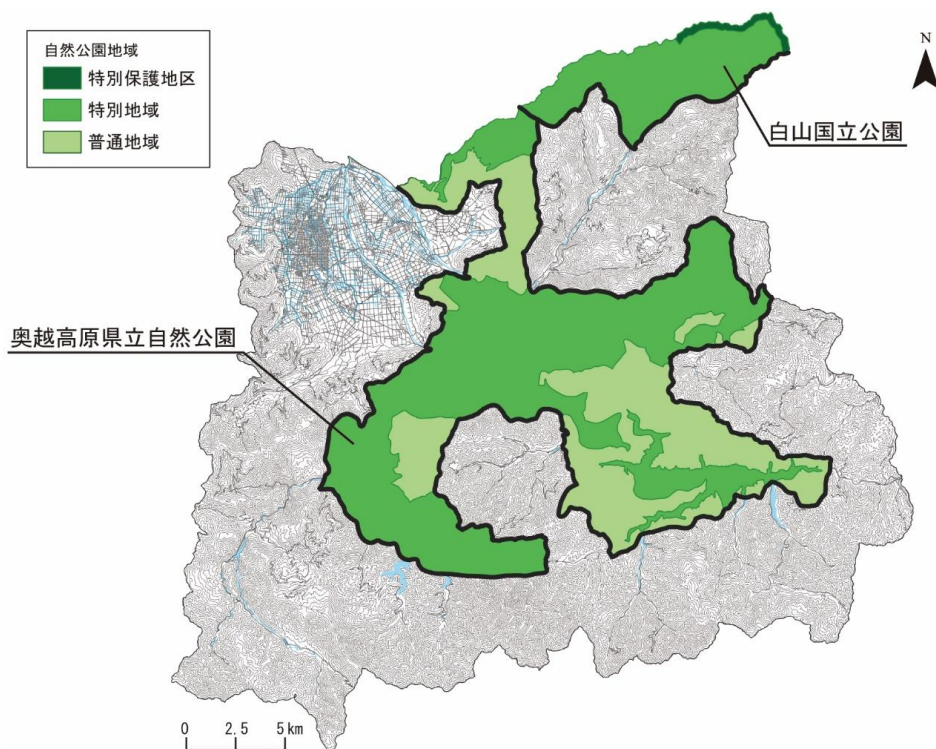 自然公園地域
特別保護地区
特別地域
普通地域
N
白山国立公園
奥越高原県立自然公園
0 2.5 5km